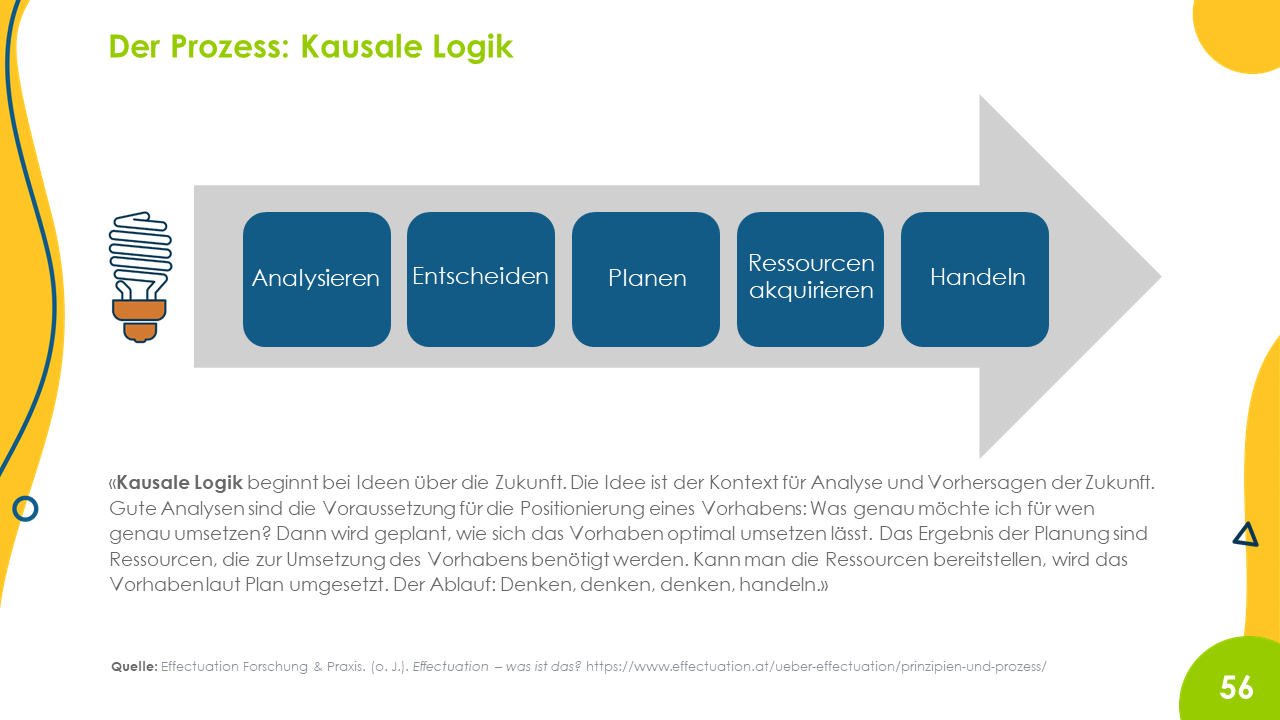 Der Prozess: Kausale Logik
Analysieren
Entscheiden
Planen
Ressourcen
akquirieren
Handeln
«Kausale Logik beginnt bei Ideen über die Zukunft. Die Idee ist der Kontext für Analyse und Vorhersagen der Zukunft.
Gute Analysen sind die Voraussetzung für die Positionierung eines Vorhabens: Was genau möchte ich für wen
genau umsetzen? Dann wird geplant, wie sich das Vorhaben optimal umsetzen lässt. Das Ergebnis der Planung sind
Ressourcen, die zur Umsetzung des Vorhabens benötigt werden. Kann man die Ressourcen bereitstellen, wird das
Vorhaben laut Plan umgesetzt. Der Ablauf: Denken, denken, denken, handeln.»
Quelle: Effectuation Forschung & Praxis. (o. J.). Effectuation – was ist das? https://www.effectuation.at/ueber-effectuation/prinzipien-und-prozess/
56